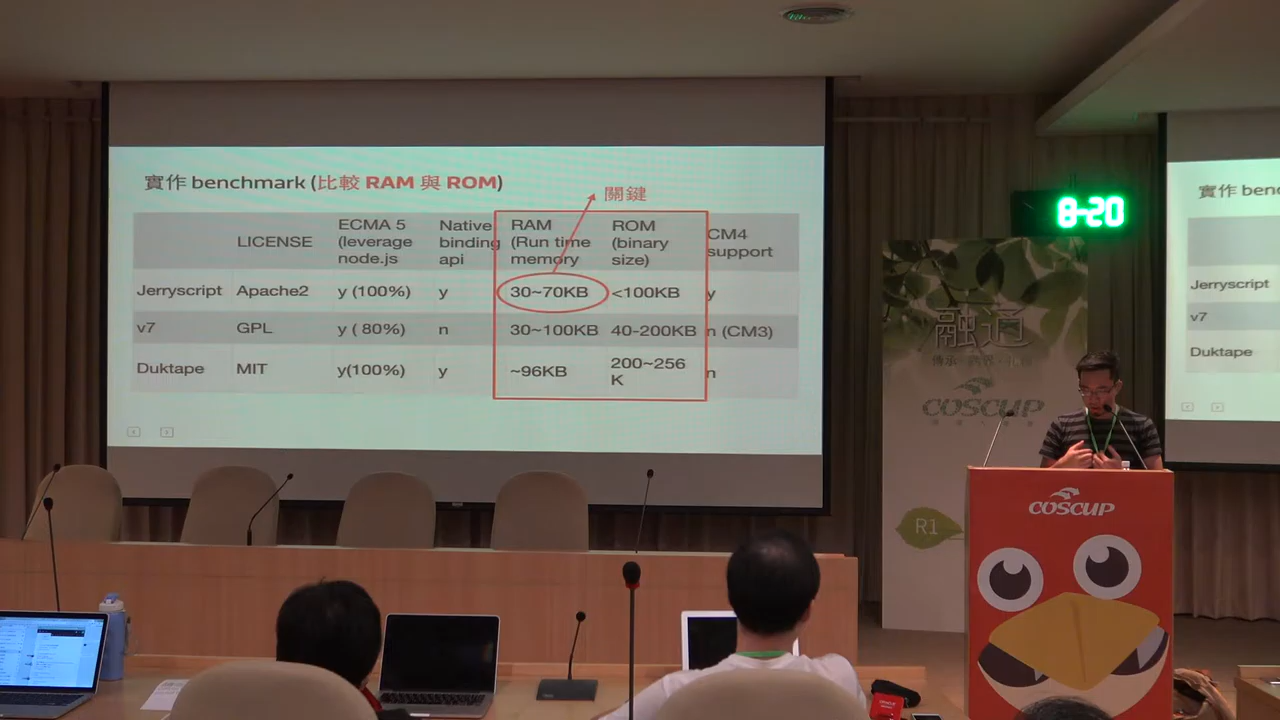 實作 benchmark (比較 RAM 與 ROM)
關鍵
LICENSE
ECMA 5
(leverage
node.js)
Native
binding
api
RAM
(Run time
memory
ROM
(binary
size)
CM4
support
Jerryscript Apache2 y (100%) y 30~70KB <100KB y
v7 GPL y ( 80%) n 30~100KB 40-200KB n (CM3)
Duktape MIT y(100%) y ~96KB 200~256
K
n
8-20
實作 ben
Jerryscript
v7
Duktape
融通
COSCUP
R1
COSCUP